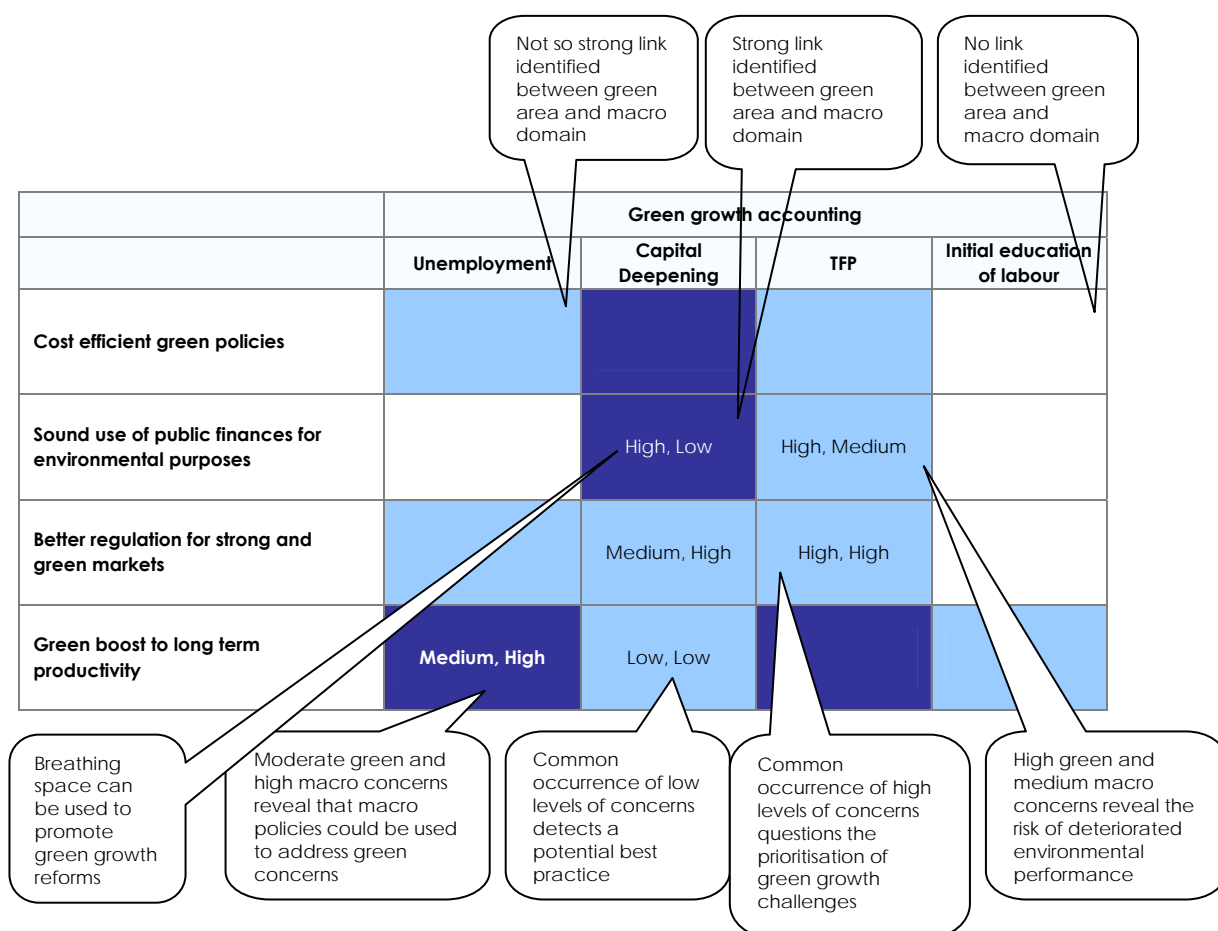 Not so strong link
identified
between green
area and macro
domain
Strong link
identified
between green
area and macro
domain
No link
identified
between green
area and
macro domain
Green growth accounting
Unemployment
Capital
Deepening
TFP
Initial education
of labour
Cost efficient green policies
Sound use of public finances for
environmental purposes
High, Low
High, Medium
Better regulation for strong and
green markets
Medium, High
High, High
Green boost to long term
productivity
Medium, High
Low, Low
Breathing
space can
be used to
promote
green growth
reforms
Moderate green and
high macro concerns
reveal that macro
policies could be used
to address green
concerns
Common
occurrence of low
levels of concerns
detects a
potential best
practice
Common
occurrence of high
levels of concerns
questions the
prioritisation of
green growth
challenges
High green and
medium macro
concerns reveal the
risk of deteriorated
environmental
performance